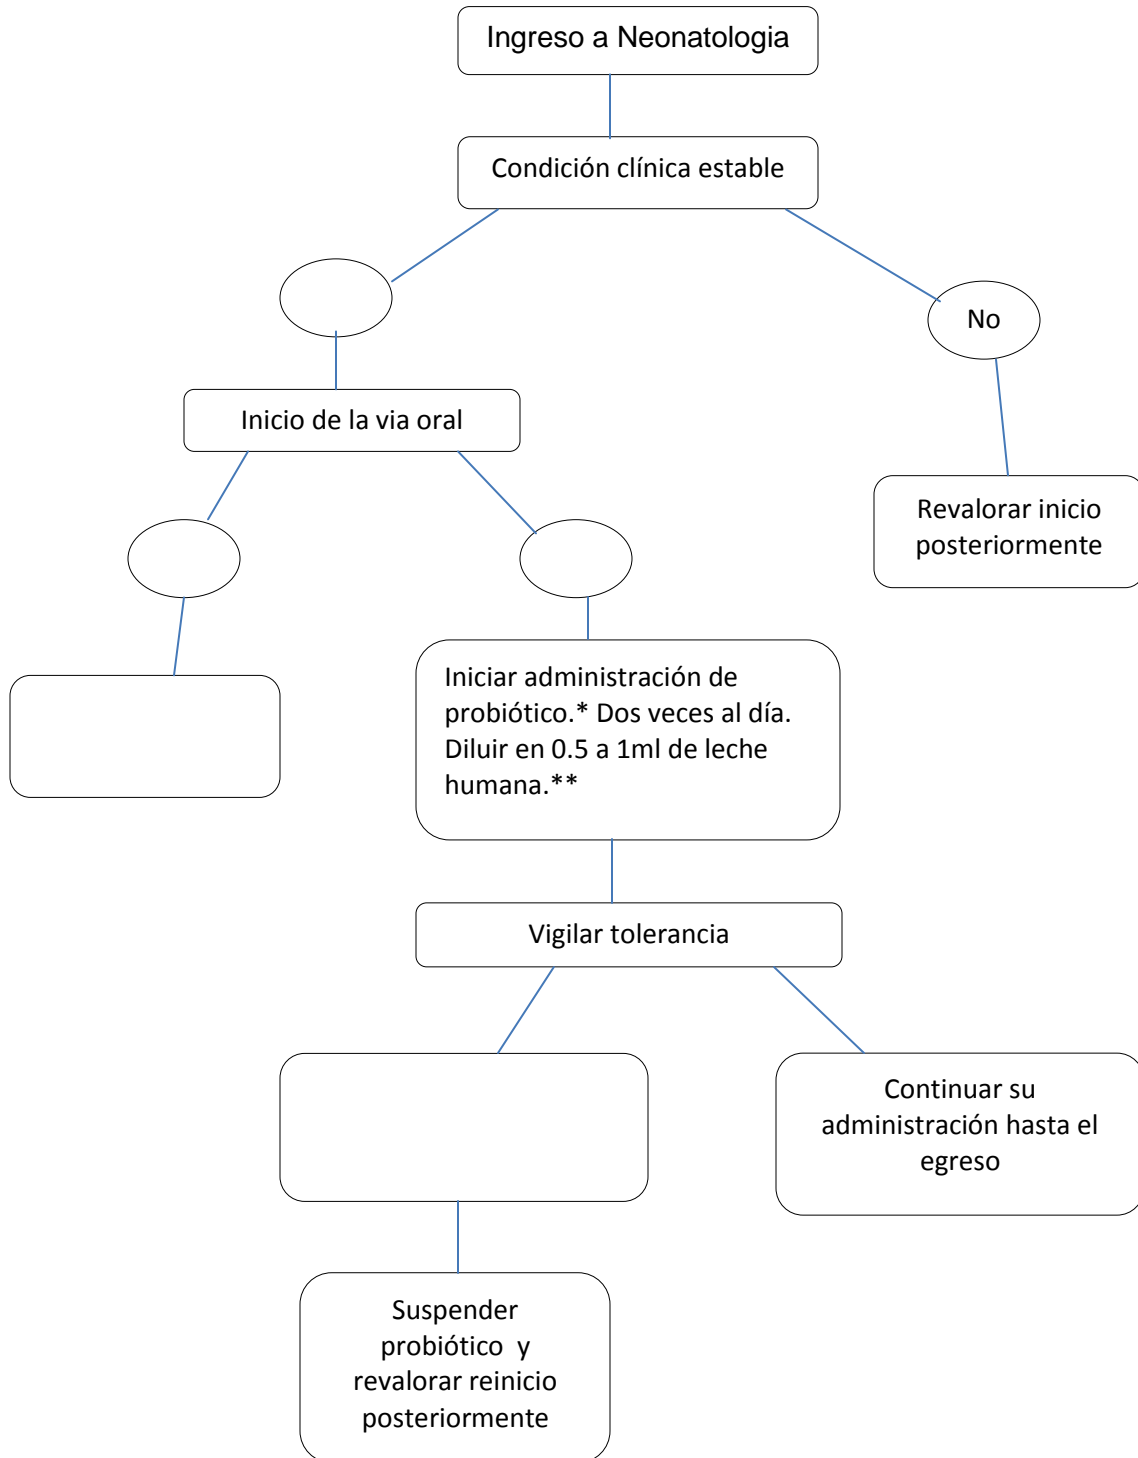 Ingreso a Neonatologia
Condición clínica estable
No
Inicio de la via oral
Revalorar inicio
posteriormente
Iniciar administración de
probiótico.* Dos veces al día.
Diluir en 0.5 a 1ml de leche
humana.**
Vigilar tolerancia
Continuar su
administración hasta el
egreso
Suspender
probiótico y
revalorar reinicio
posteriormente